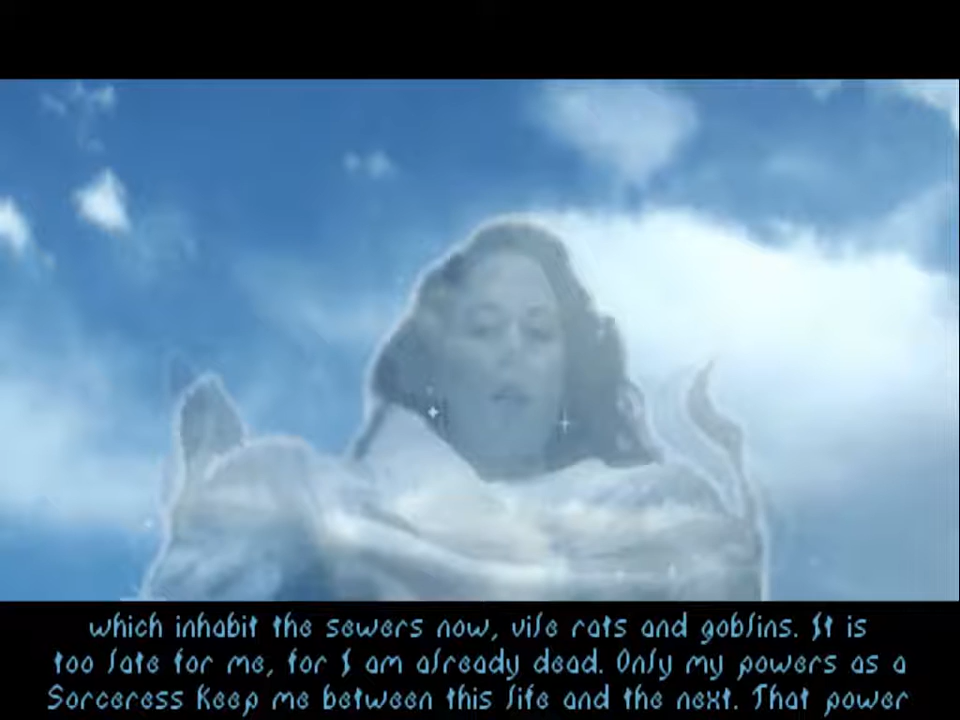 which inhabit the sewers now, vile rats and goblins. It is
too late for me, for I am already dead. Only my powers as a
Sorceress keep me between this life and the next. That power